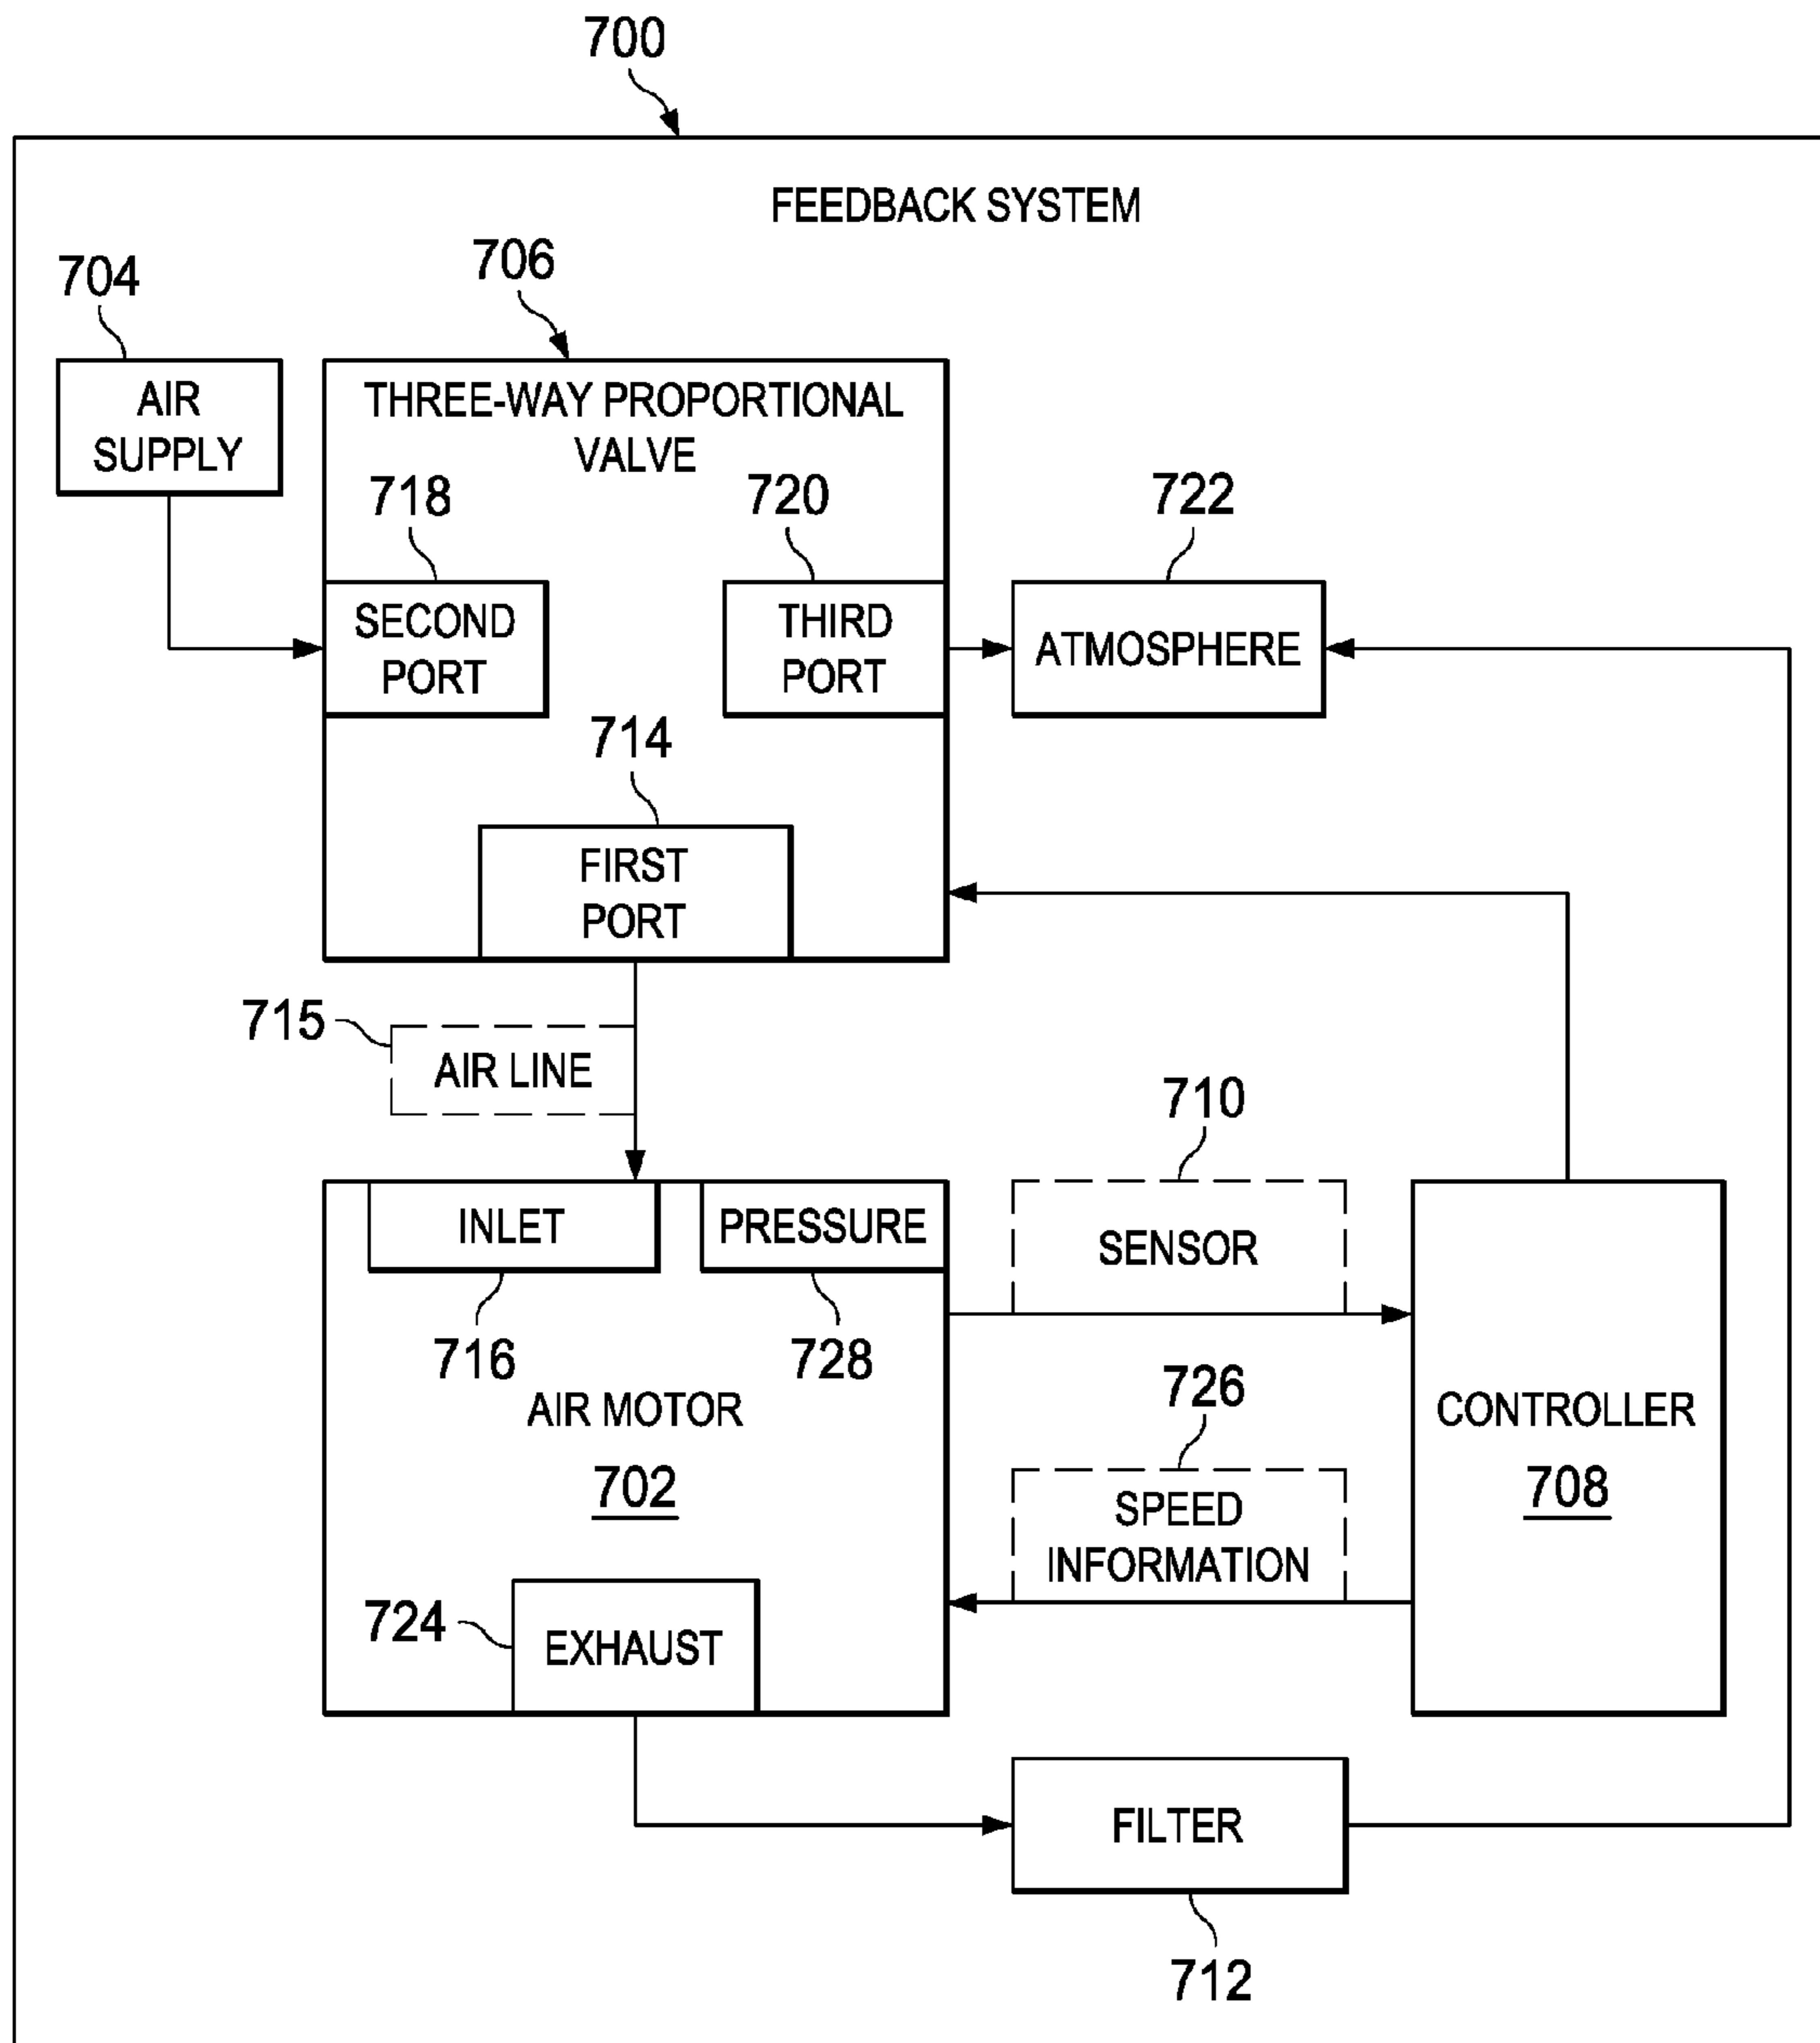 700
FEEDBACK SYSTEM
704
706
AIR
SUPPLY
THREE-WAY PROPORTIONAL
VALVE
718
720
722
SECOND
PORT
THIRD
PORT
ATMOSPHERE
714
FIRST
PORT
715
AIR LINE
710
INLET
PRESSURE
SENSOR
716
728
726
AIR MOTOR
702
CONTROLLER
708
SPEED
INFORMATION
724
EXHAUST
FILTER
712